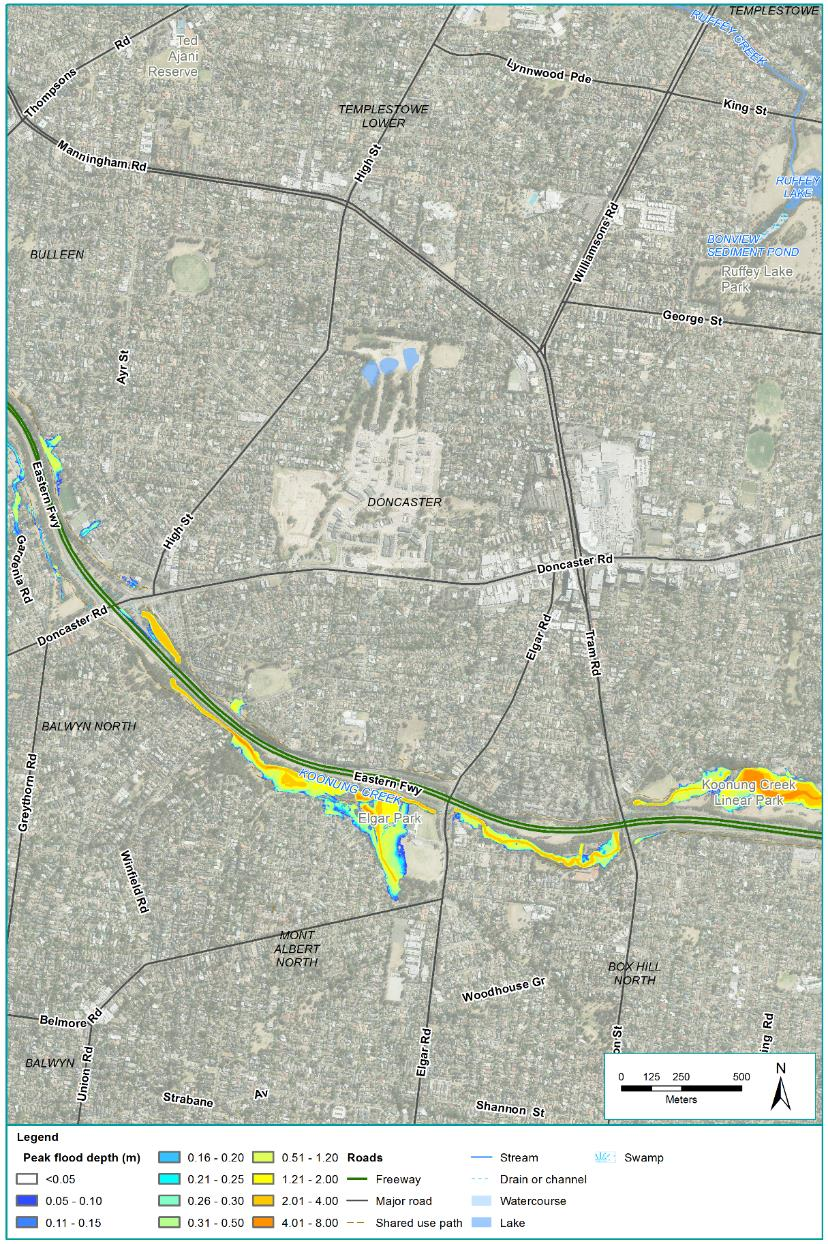 TEMPLESTOWE
RUFFEY CREEK
Thompsons Rd
Ted
Ajani
Reserve
Lynnwood Pde
King St
TEMPLESTOWE
LOWER
Manningham Rd
High St
RUFFEY
LAKE
Williamsons Rd
BONVIEW
SEDIMENT POND
BULLEEN
Ruffey Lake
Park
George St
Ayr St
Eastern Fwy
DONCASTER
High St
Gardenia Rd
Doncaster Rd
Doncaster Rd
Elgar Rd
Tram Rd
BALWYN NORTH
Greythorn Rd
KOONUNG CREEK
Eastern Fwy
Koonung Creek
Linear Park
Elgar Park
Winfield Rd
MONT
ALBERT
NORTH
BOX HILL
NORTH
Woodhouse Gr
Belmore Rd
BALWYN
Union Rd
Elgar Rd
on St
ing Rd
Strabane Av
Shannon St
0 125 250 500
Meters
N
Legend
Peak flood depth (m)
<0.05
0.05 - 0.10
0.11 - 0.15
0.16 - 0.20
0.21 - 0.25
0.26 - 0.30
0.31 - 0.50
0.51 - 1.20
1.21 - 2.00
2.01 - 4.00
4.01 - 8.00
Roads
Freeway
Major road
Shared use path
Stream
Drain or channel
Watercourse
Lake
Swamp